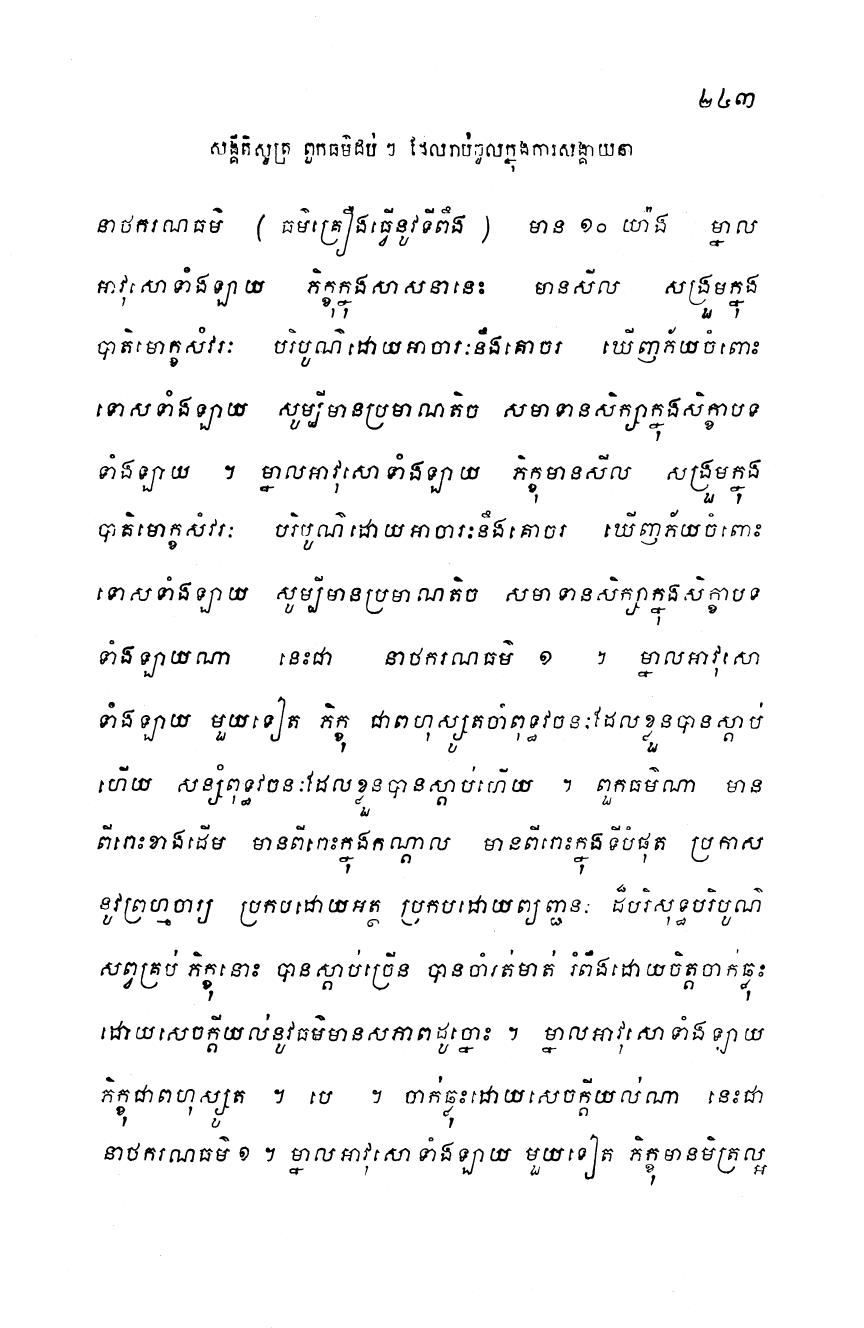 ២៤៣
សង្គីតិសូត្រ ពួកធម៌ដប់ ៗ ដែលរាប់ចូលក្នុងការសង្គាយនា
នាថករណធម៌ ( ធម៌គ្រឿងធ្វើនូវទីពឹង ) មាន ១០ យ៉ាង ម្នាល
អាវុសោទាំងឡាយ ភិក្ខុក្នុងសាសនានេះ មានសីល សង្រួមក្នុង
បាតិមោក្ខសំវរៈ បរិបូណ៌ដោយអាចារៈនឹងគោចរ ឃើញភ័យចំពោះ
ទោសទាំងឡាយ សូម្បីមានប្រមាណតិច សមាទានសិក្សាក្នុងសិក្ខាបទ
ទាំងឡាយ ។ ម្នាលអាវុសោទាំងឡាយ ភិក្ខុមានសីល សង្រួមក្នុង
បាតិមោក្ខសំវរៈ បរិបូណ៌ដោយអាចារៈនឹងគោចរ ឃើញភ័យចំពោះ
ទោសទាំងឡាយ សូម្បីមានប្រមាណតិច សមាទានសិក្សាក្នុងសិក្ខាបទ
ទាំងឡាយណា នេះជា នាថករណធម៌ ១ ។ ម្នាលអាវុសោ
ទាំងឡាយ មួយទៀត ភិក្ខុ ជាពហុស្សូតចាំពុទ្ធវចនៈដែលខ្លួនបានស្តាប់
ហើយ សន្សំពុទ្ធវចនៈដែលខ្លួនបានស្តាប់ហើយ ។ ពួកធម៌ណា មាន
ពីរោះខាងដើម មានពីរោះក្នុងកណ្តាល មានពីរោះក្នុងទីបំផុត ប្រកាស
នូវព្រហ្មចារ្យ ប្រកបដោយអត្ថ ប្រកបដោយព្យញ្ជនៈ ដ៏បរិសុទ្ធបរិបូណ៌
សព្វគ្រប់ ភិក្ខុនោះ បានស្តាប់ច្រើន បានចាំរត់មាត់ រំពឹងដោយចិត្តចាក់ធ្លុះ
ដោយសេចក្តីយល់នូវធម៌មានសភាពដូច្នោះ ។ ម្នាលអាវុសោទាំងឡាយ
ភិក្ខុជាពហុស្សូត ។ បេ ។ ចាក់ធ្លុះដោយសេចក្តីយល់ណា នេះជា
នាថករណធម៌ ១ ។ ម្នាលអាវុសោទាំងឡាយ មួយទៀត ភិក្ខុមានមិត្រល្អ